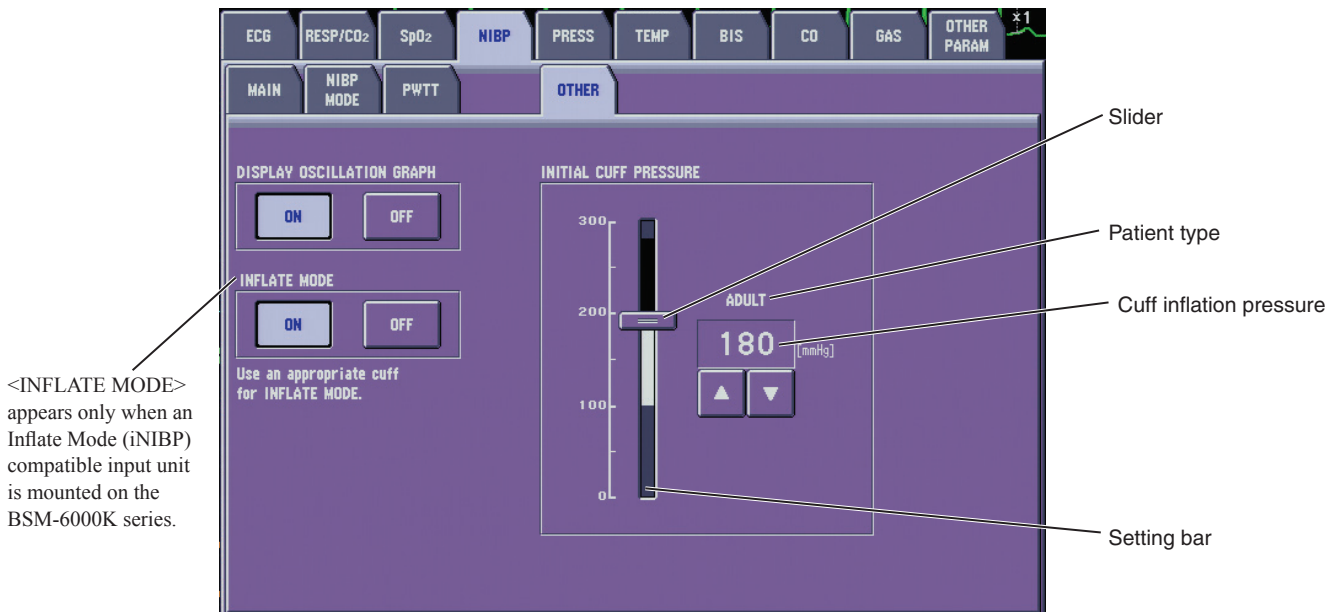 ECG RESP/CO2 SpO2 NIBP PRESS TEMP BIS CO GAS OTHER PARAM x1
MAIN NIBP MODE PWTT OTHER
Slider
DISPLAY OSCILLATION GRAPH
ON OFF
INFLATE MODE
ON OFF
Use an appropriate cuff
for INFLATE MODE.
<INFLATE MODE>
appears only when an
Inflate Mode (iNIBP)
compatible input unit
is mounted on the
BSM-6000K series.
INITIAL CUFF PRESSURE
300
200
100
0
ADULT
180 [mmHg]
▲ ▼
Patient type
Cuff inflation pressure
Setting bar